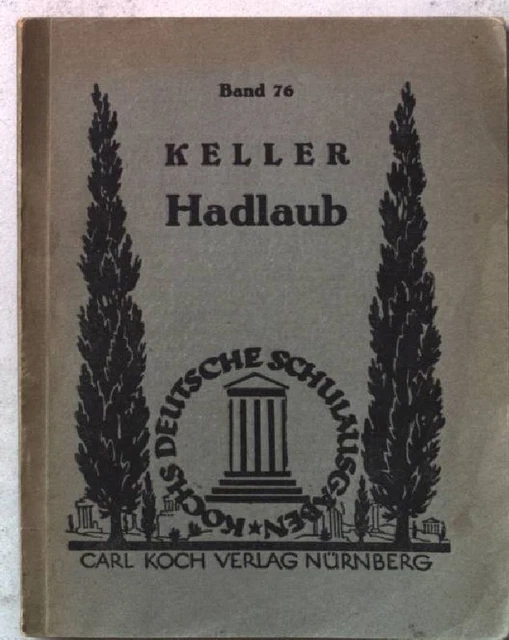 Band 76
KELLER
Hadlaub
KOCHS DEUTSCHE SCHULAUSGABEN ★
CARL KOCH VERLAG NÜRNBERG